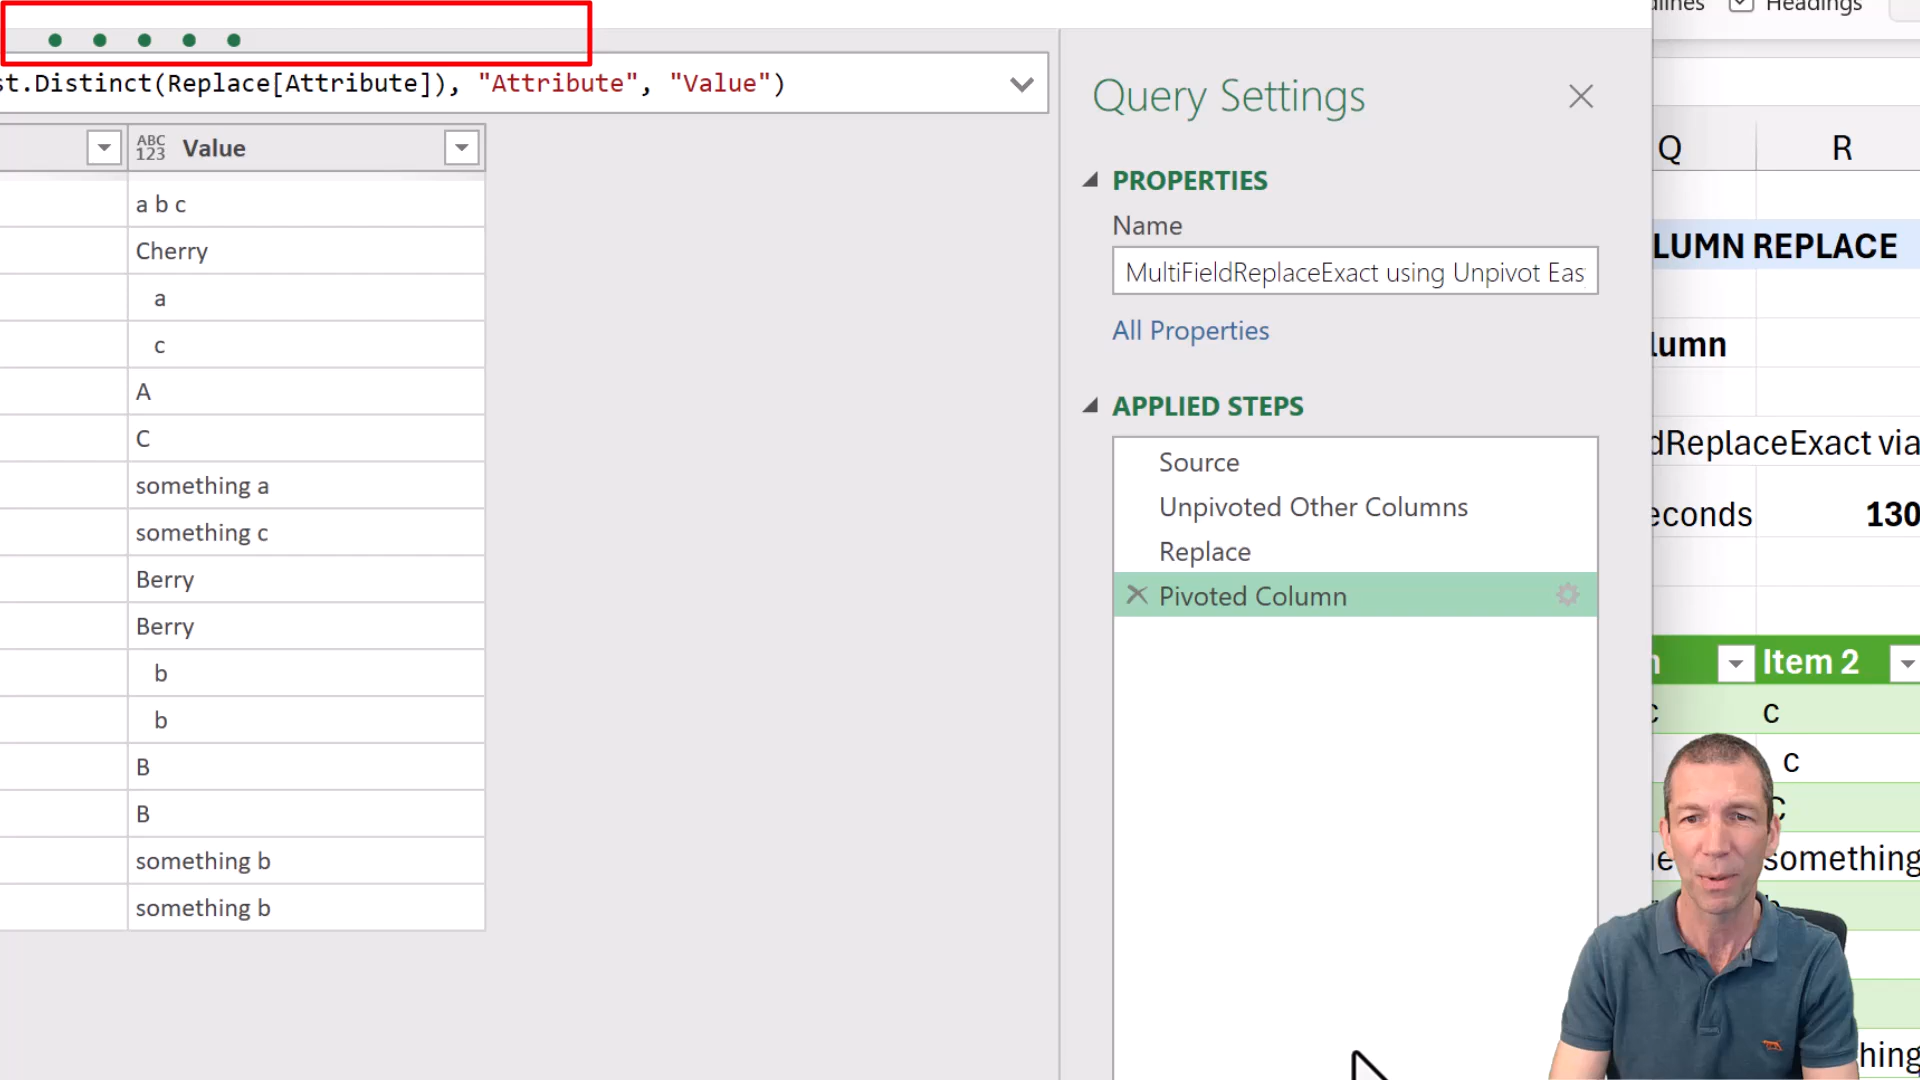 Headings
st.Distinct(Replace[Attribute]), "Attribute", "Value")
ABC
123
Value
a b c
Cherry
a
c
A
C
something a
something c
Berry
Berry
b
b
B
B
something b
something b
Query Settings
PROPERTIES
Name
MultiFieldReplaceExact using Unpivot Eas
All Properties
APPLIED STEPS
Source
Unpivoted Other Columns
Replace
Pivoted Column
Q R
LUMN REPLACE
lumn
dReplaceExact via
econds 130
Item 2
c
c
something